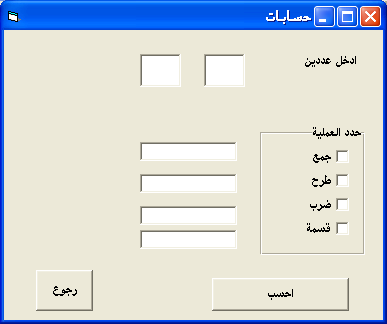 حسابات
ادخل عددين
حدد العملية
جمع
طرح
ضرب
قسمة
احسب
رجوع